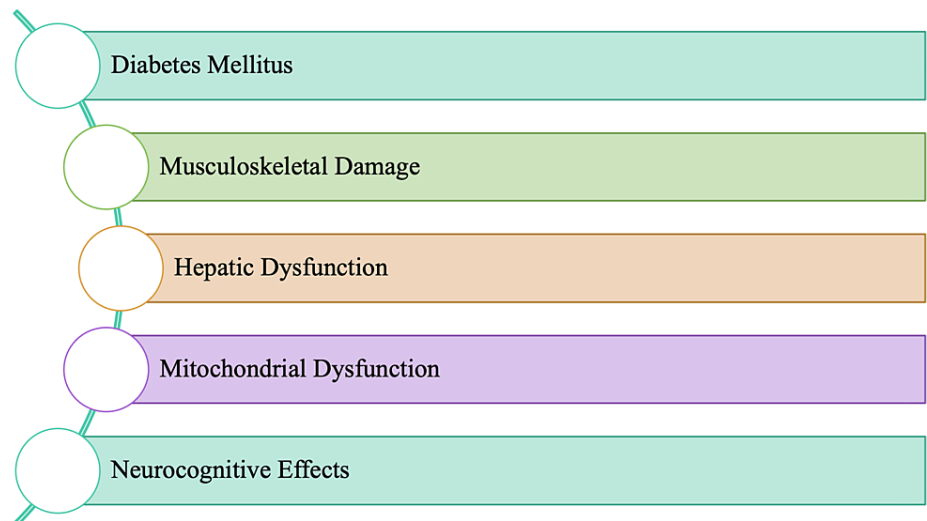 Diabetes Mellitus
Musculoskeletal Damage
Hepatic Dysfunction
Mitochondrial Dysfunction
Neurocognitive Effects